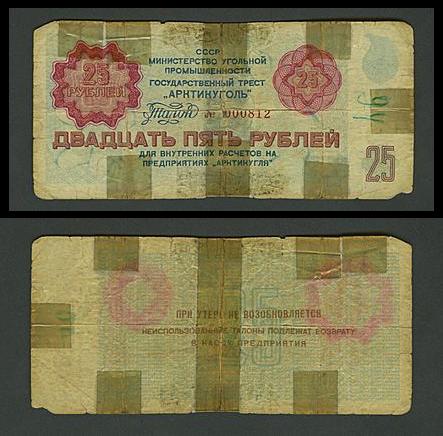 СССР
МИНИСТЕРСТВО УГОЛЬНОЙ
ПРОМЫШЛЕННОСТИ
ГОСУДАРСТВЕННЫЙ ТРЕСТ
„АРКТИКУГОЛЬ"
25
РУБЛЕЙ
25
Талон № 000812
ДВАДЦАТЬ ПЯТЬ РУБЛЕЙ
ДЛЯ ВНУТРЕННИХ РАСЧЕТОВ НА
ПРЕДПРИЯТИЯХ „АРКТИКУГЛЯ"
25
ПРИ УТЕРЕ НЕ ВОЗОБНОВЛЯЕТСЯ
НЕИСПОЛЬЗОВАННЫЕ ТАЛОНЫ ПОДЛЕЖАТ ВОЗВРАТУ
В КАССУ ПРЕДПРИЯТИЯ
25